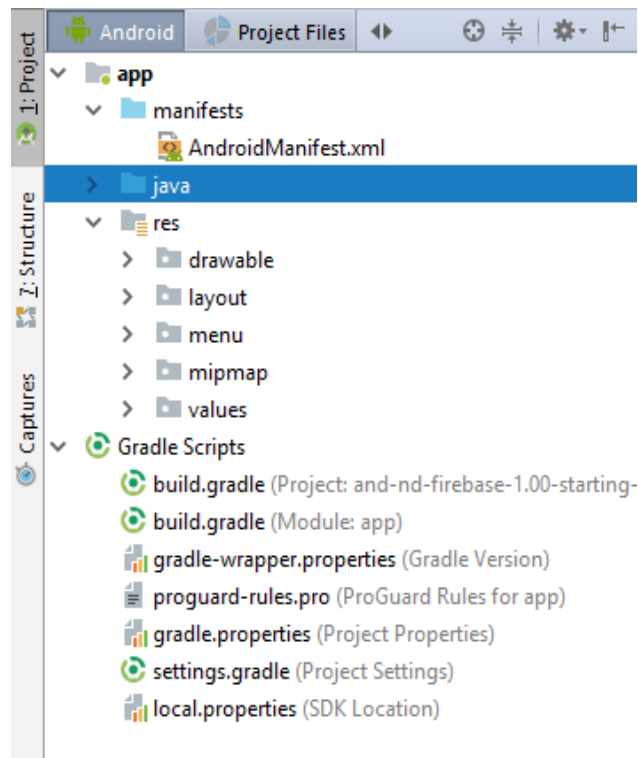 Android Project Files
1: Project
7: Structure
Captures
app
manifests
AndroidManifest.xml
java
res
drawable
layout
menu
mipmap
values
Gradle Scripts
build.gradle (Project: and-nd-firebase-1.00-starting-
build.gradle (Module: app)
gradle-wrapper.properties (Gradle Version)
proguard-rules.pro (ProGuard Rules for app)
gradle.properties (Project Properties)
settings.gradle (Project Settings)
local.properties (SDK Location)